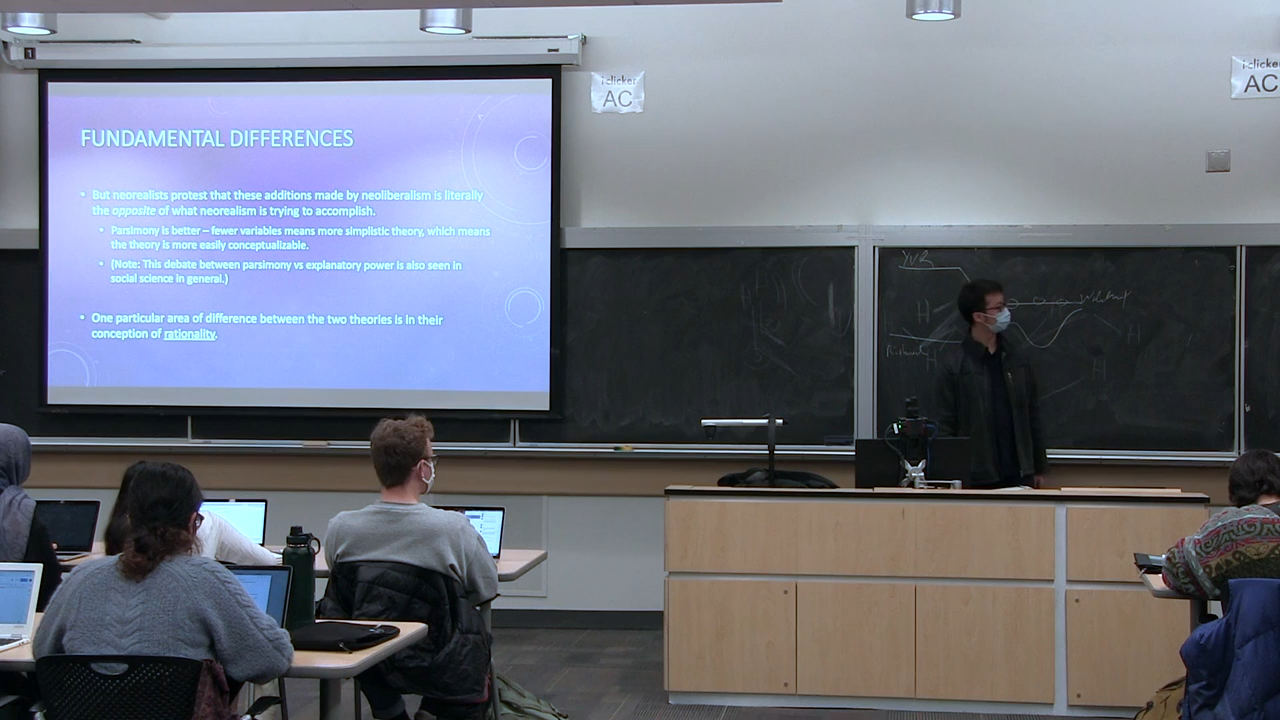 FUNDAMENTAL DIFFERENCES
• But neorealists protest that these additions made by neoliberalism is literally
the opposite of what neorealism is trying to accomplish.
• Parsimony is better – fewer variables means more simplistic theory, which means
the theory is more easily conceptualizable.
• (Note: This debate between parsimony vs explanatory power is also seen in
social science in general.)
• One particular area of difference between the two theories is in their
conception of rationality.
iclicker
AC
iclicker
AC
YVR
H
H
H
H